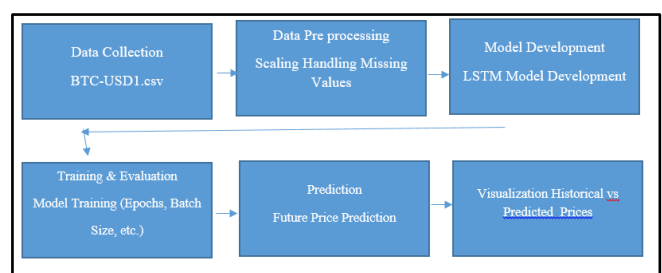 Data Collection
BTC-USD1.csv
Data Pre processing
Scaling Handling Missing
Values
Model Development
LSTM Model Development
Training & Evaluation
Model Training (Epochs, Batch
Size, etc.)
Prediction
Future Price Prediction
Visualization Historical vs
Predicted Prices